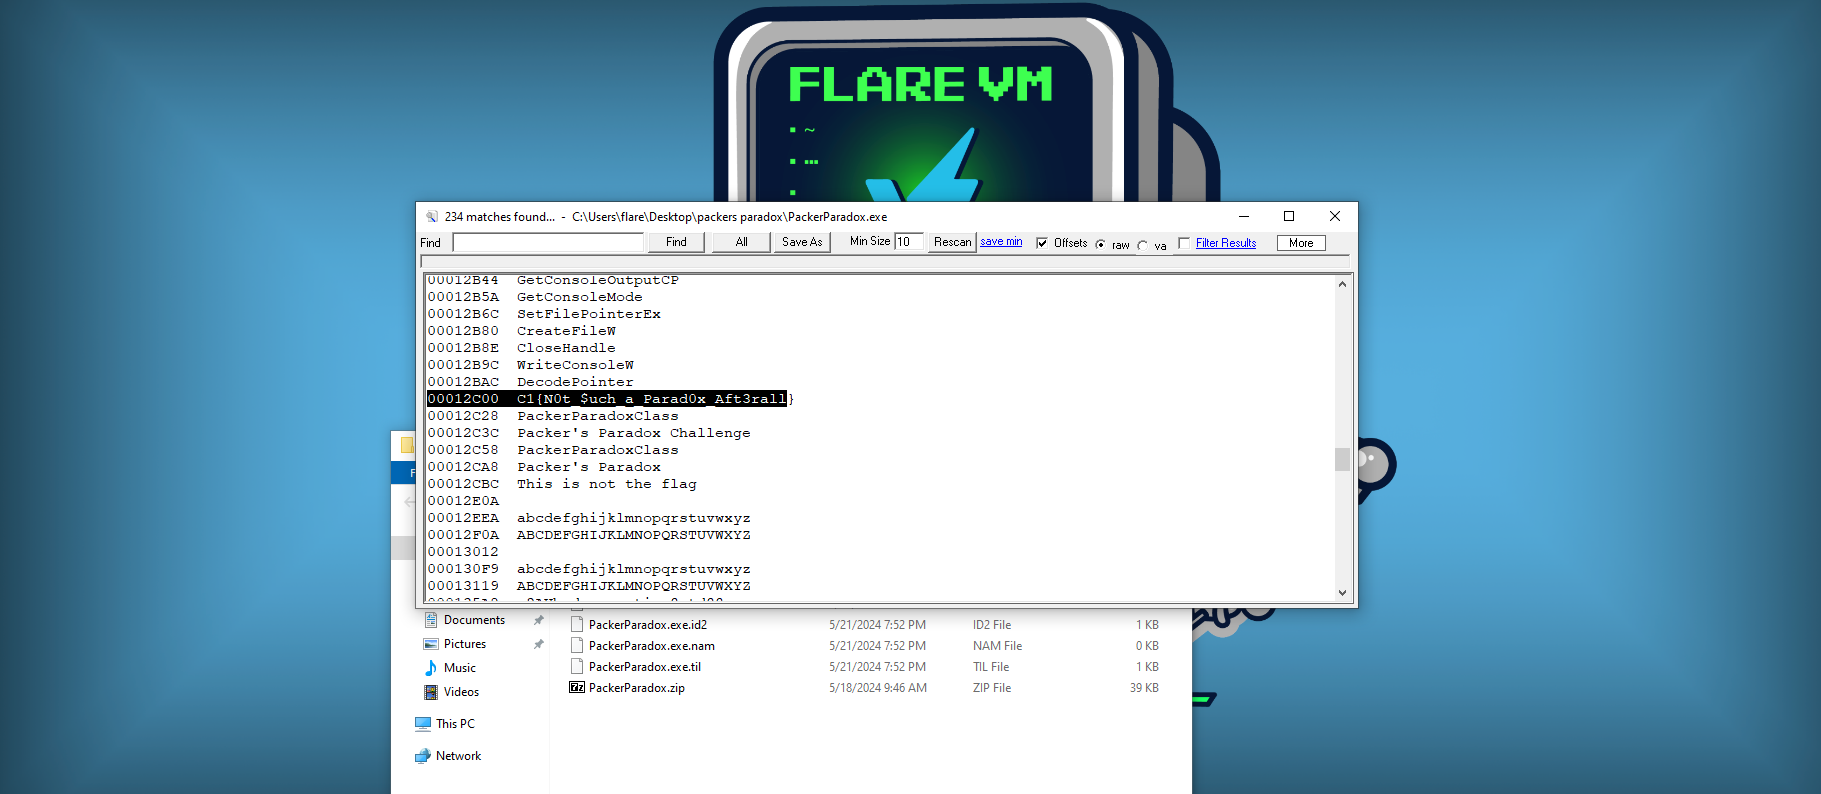 FLARE VM
~
…
234 matches found... - C:\Users\flare\Desktop\packers paradox\PackerParadox.exe
Find Find All Save As Min Size 10 Rescan save min Offsets raw va Filter Results More
00012B44 GetConsoleOutputCP
00012B5A GetConsoleMode
00012B6C SetFilePointerEx
00012B80 CreateFileW
00012B8E CloseHandle
00012B9C WriteConsoleW
00012BAC DecodePointer
00012C00 C1{N0t_$uch_a_Parad0x_Aft3rall}
00012C28 PackerParadoxClass
00012C3C Packer's Paradox Challenge
00012C58 PackerParadoxClass
00012CA8 Packer's Paradox
00012CBC This is not the flag
00012E0A
00012EEA abcdefghijklmnopqrstuvwxyz
00012F0A ABCDEFGHIJKLMNOPQRSTUVWXYZ
00013012
000130F9 abcdefghijklmnopqrstuvwxyz
00013119 ABCDEFGHIJKLMNOPQRSTUVWXYZ
F
Documents
PackerParadox.exe.id2 5/21/2024 7:52 PM ID2 File 1 KB
Pictures
PackerParadox.exe.nam 5/21/2024 7:52 PM NAM File 0 KB
Music
PackerParadox.exe.til 5/21/2024 7:52 PM TIL File 1 KB
Videos
PackerParadox.zip 5/18/2024 9:46 AM ZIP File 39 KB
This PC
Network